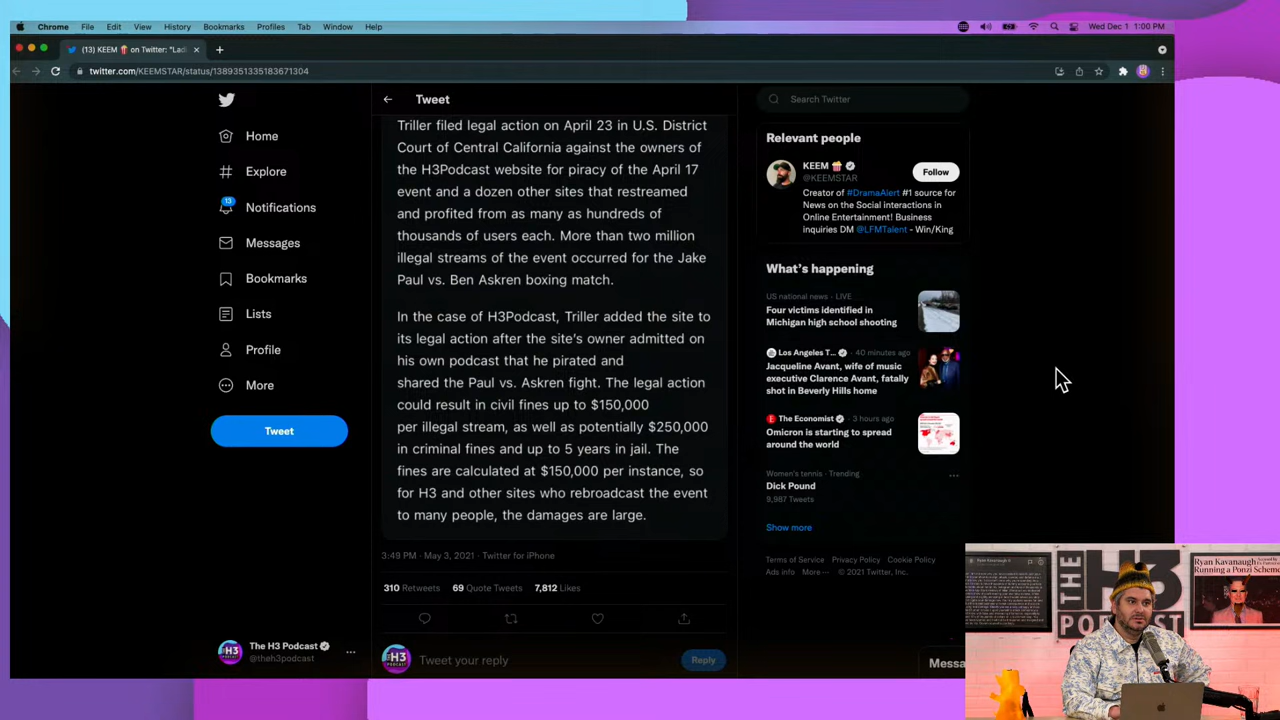 Chrome File Edit View History Bookmarks Profiles Tab Window Help
Wed Dec 1 1:00 PM
(13) KEEM 🍿 on Twitter: "Ladi
twitter.com/KEEMSTAR/status/1389351335183671304
Home
Explore
13
Notifications
Messages
Bookmarks
Lists
Profile
More
Tweet
The H3 Podcast
@theh3podcast
Tweet
Triller filed legal action on April 23 in U.S. District
Court of Central California against the owners of
the H3Podcast website for piracy of the April 17
event and a dozen other sites that restreamed
and profited from as many as hundreds of
thousands of users each. More than two million
illegal streams of the event occurred for the Jake
Paul vs. Ben Askren boxing match.
In the case of H3Podcast, Triller added the site to
its legal action after the site's owner admitted on
his own podcast that he pirated and
shared the Paul vs. Askren fight. The legal action
could result in civil fines up to $150,000
per illegal stream, as well as potentially $250,000
in criminal fines and up to 5 years in jail. The
fines are calculated at $150,000 per instance, so
for H3 and other sites who rebroadcast the event
to many people, the damages are large.
3:49 PM · May 3, 2021 · Twitter for iPhone
310 Retweets 69 Quote Tweets 7,812 Likes
H3
PODCAST
Tweet your reply
Reply
Search Twitter
Relevant people
KEEM 🍿
@KEEMSTAR
Follow
Creator of #DramaAlert #1 source for
News on the Social interactions in
Online Entertainment! Business
inquiries DM @LFMTalent - Win/King
What's happening
US national news · LIVE
Four victims identified in
Michigan high school shooting
Los Angeles T... · 40 minutes ago
Jacqueline Avant, wife of music
executive Clarence Avant, fatally
shot in Beverly Hills home
The Economist · 3 hours ago
Omicron is starting to spread
around the world
Women's tennis · Trending
Dick Pound
9,987 Tweets
Show more
Terms of Service Privacy Policy Cookie Policy
Ads info More ··· © 2021 Twitter, Inc.
Messa
THE H3
PODCAST
Ryan Kavanaugh
Running a Ponzi Scheme